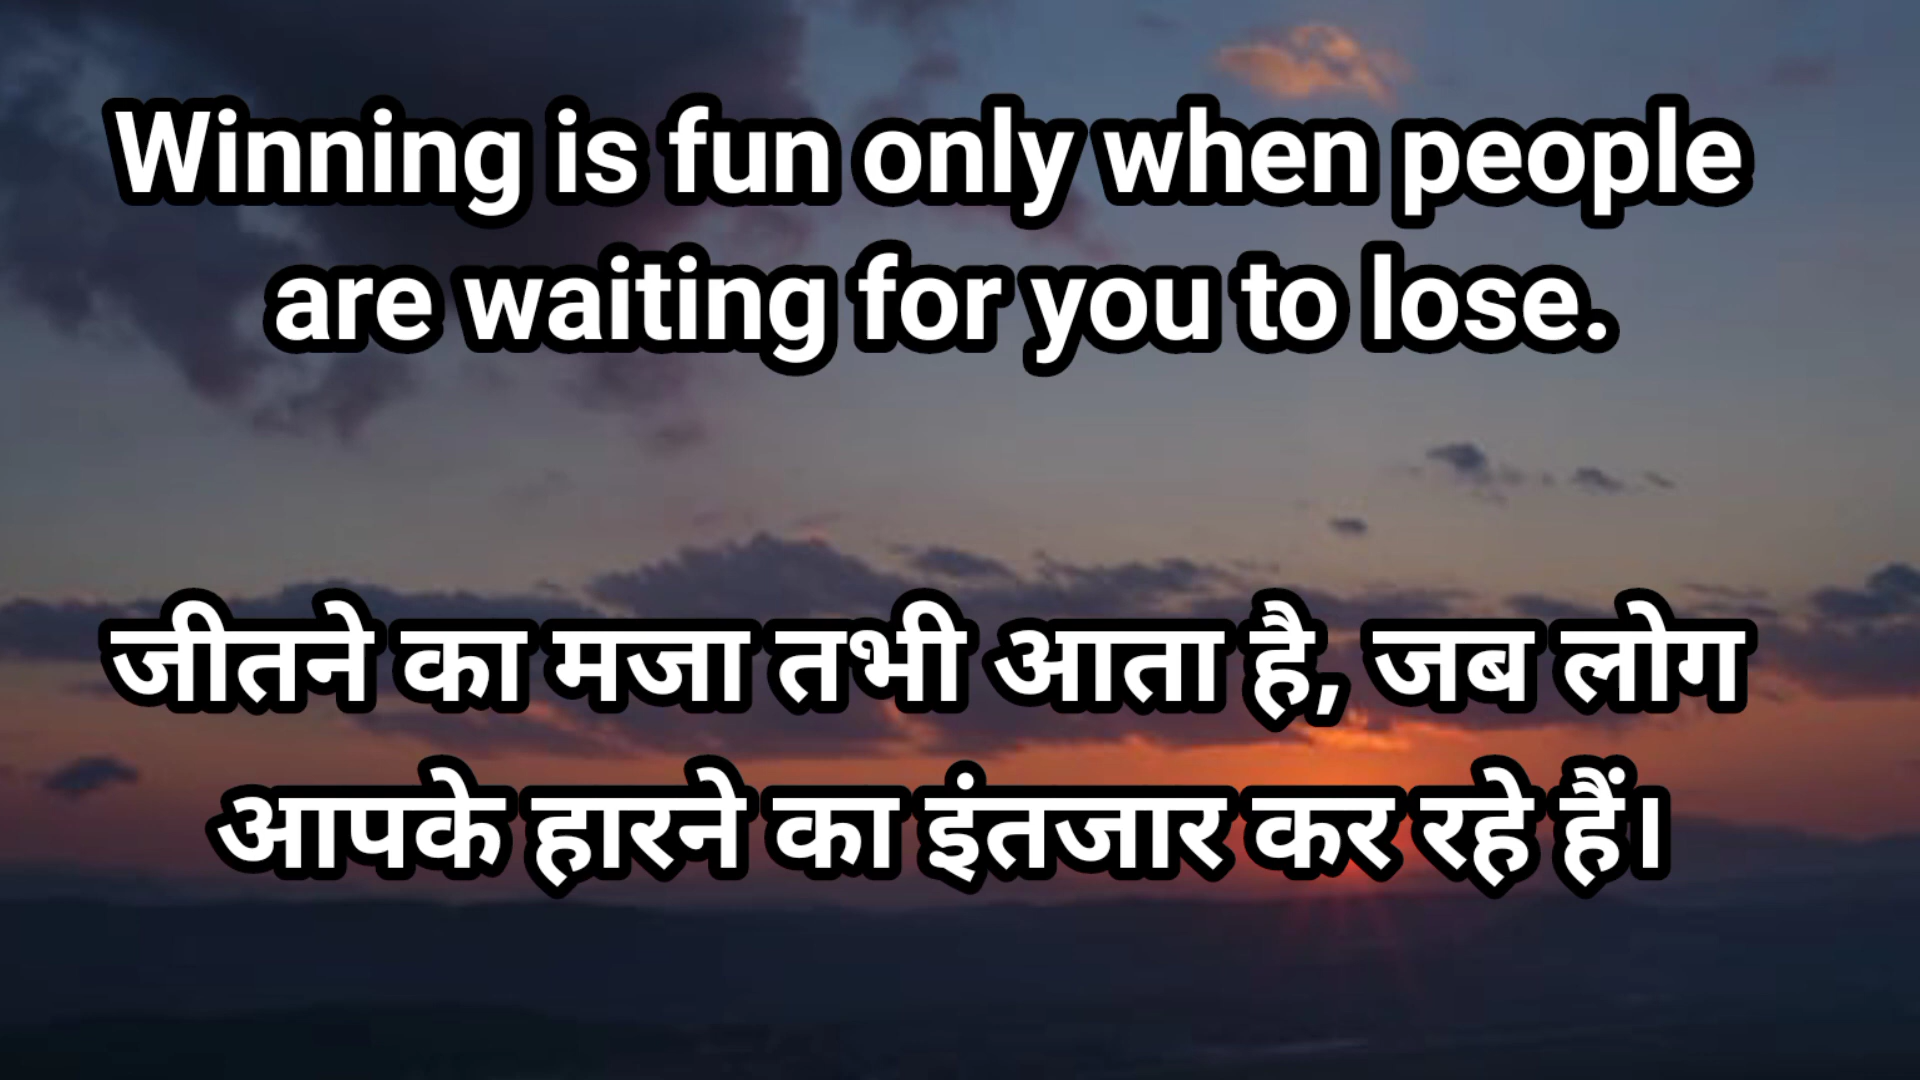 Winning is fun only when people
are waiting for you to lose.
जीतने का मजा तभी आता है, जब लोग
आपके हारने का इंतजार कर रहे हैं।